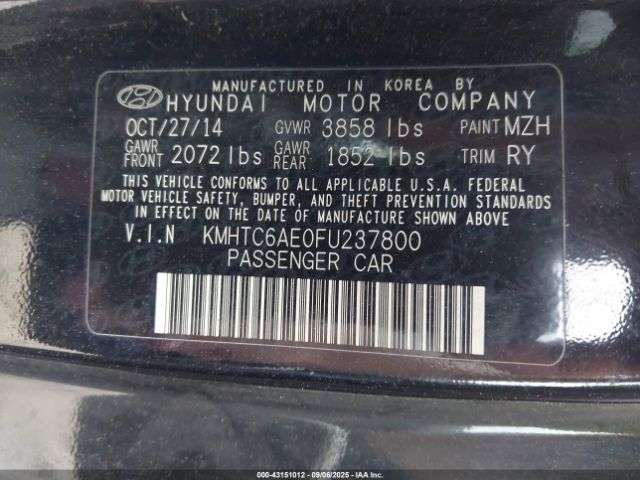 MANUFACTURED IN KOREA BY
HYUNDAI MOTOR COMPANY
OCT/27/14 GVWR 3858 lbs PAINT MZH
GAWR FRONT 2072 lbs GAWR REAR 1852 lbs TRIM RY
THIS VEHICLE CONFORMS TO ALL APPLICABLE U.S.A. FEDERAL
MOTOR VEHICLE SAFETY, BUMPER, AND THEFT PREVENTION STANDARDS
IN EFFECT ON THE DATE OF MANUFACTURE SHOWN ABOVE.
V.I.N KMHTC6AE0FU237800
PASSENGER CAR
000-43151012 - 09/06/2025 - IAA